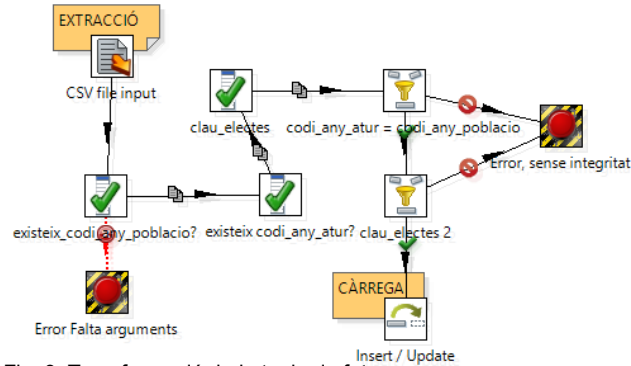 EXTRACCIÓ
CSV file input
clau_electes
codi_any_atur = codi_any_poblacio
Error, sense integritat
existeix_codi_any_poblacio?
existeix codi_any_atur?
clau_electes 2
CÀRREGA
Error Falta arguments
Insert / Update